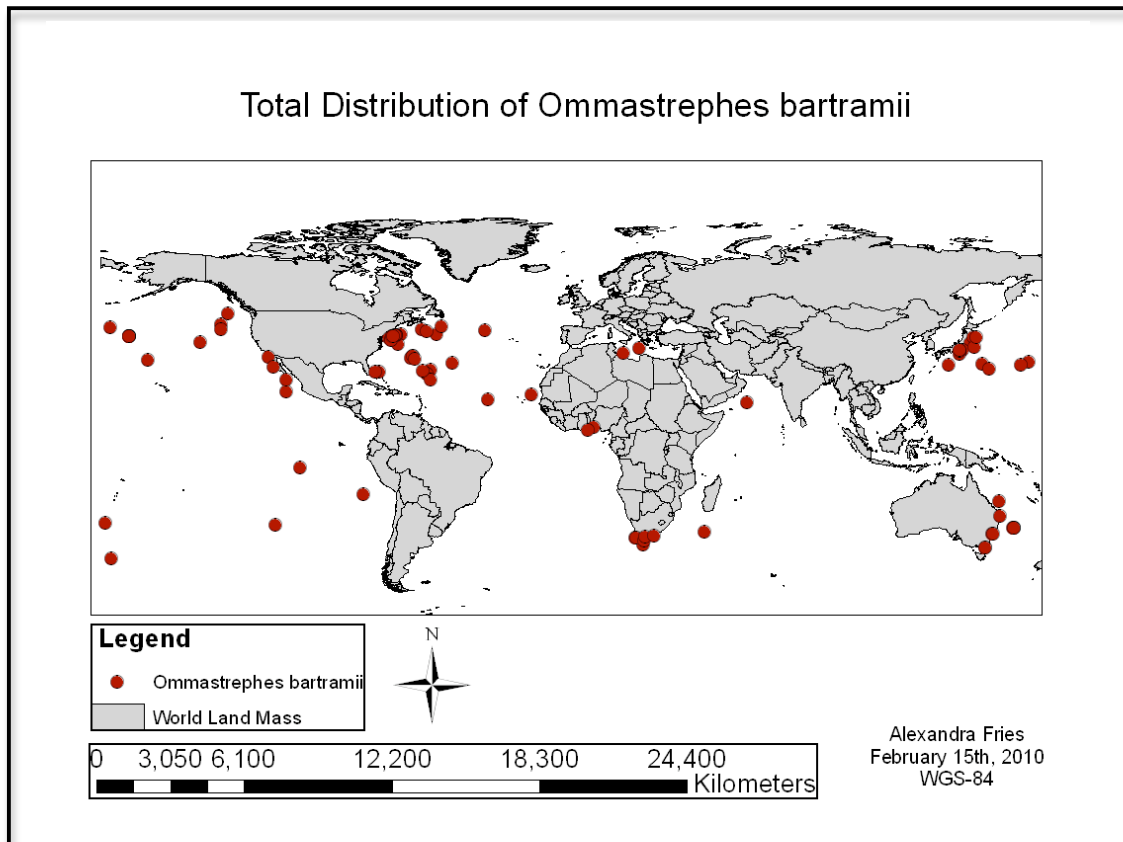 Total Distribution of Ommastrephes bartramii
Legend
Ommastrephes bartramii
World Land Mass
N
0 3,050 6,100 12,200 18,300 24,400
Kilometers
Alexandra Fries
February 15th, 2010
WGS-84